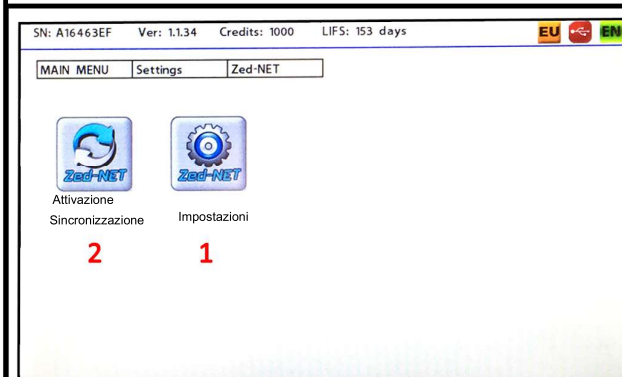 SN: A16463EF Ver: 1.1.34 Credits: 1000 LIFS: 153 days EU EN
MAIN MENU Settings Zed-NET
Zed-NET Zed-NET
Attivazione
Sincronizzazione Impostazioni
2 1